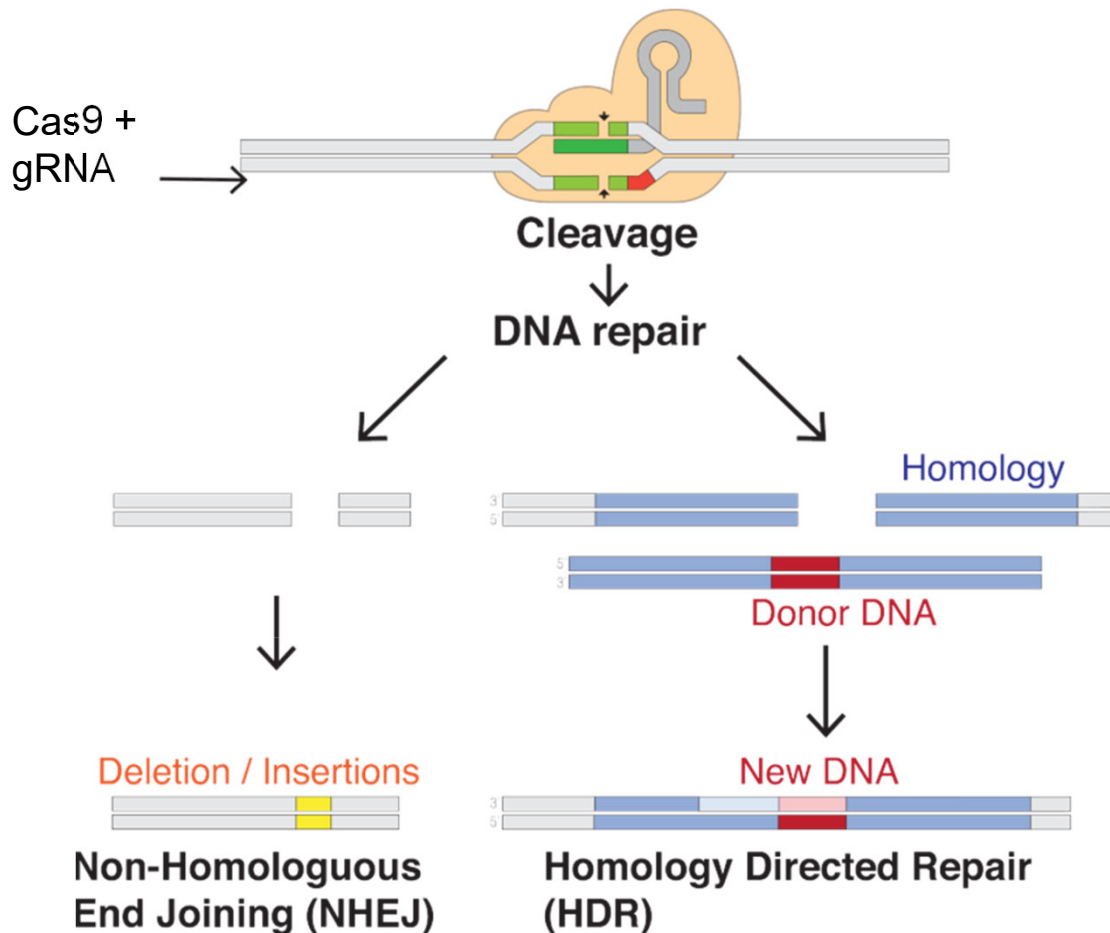 Cas9 +
gRNA
Cleavage
DNA repair
Homology
3
5
5
3
Donor DNA
Deletion / Insertions
New DNA
3
5
Non-Homologuous
End Joining (NHEJ)
Homology Directed Repair
(HDR)